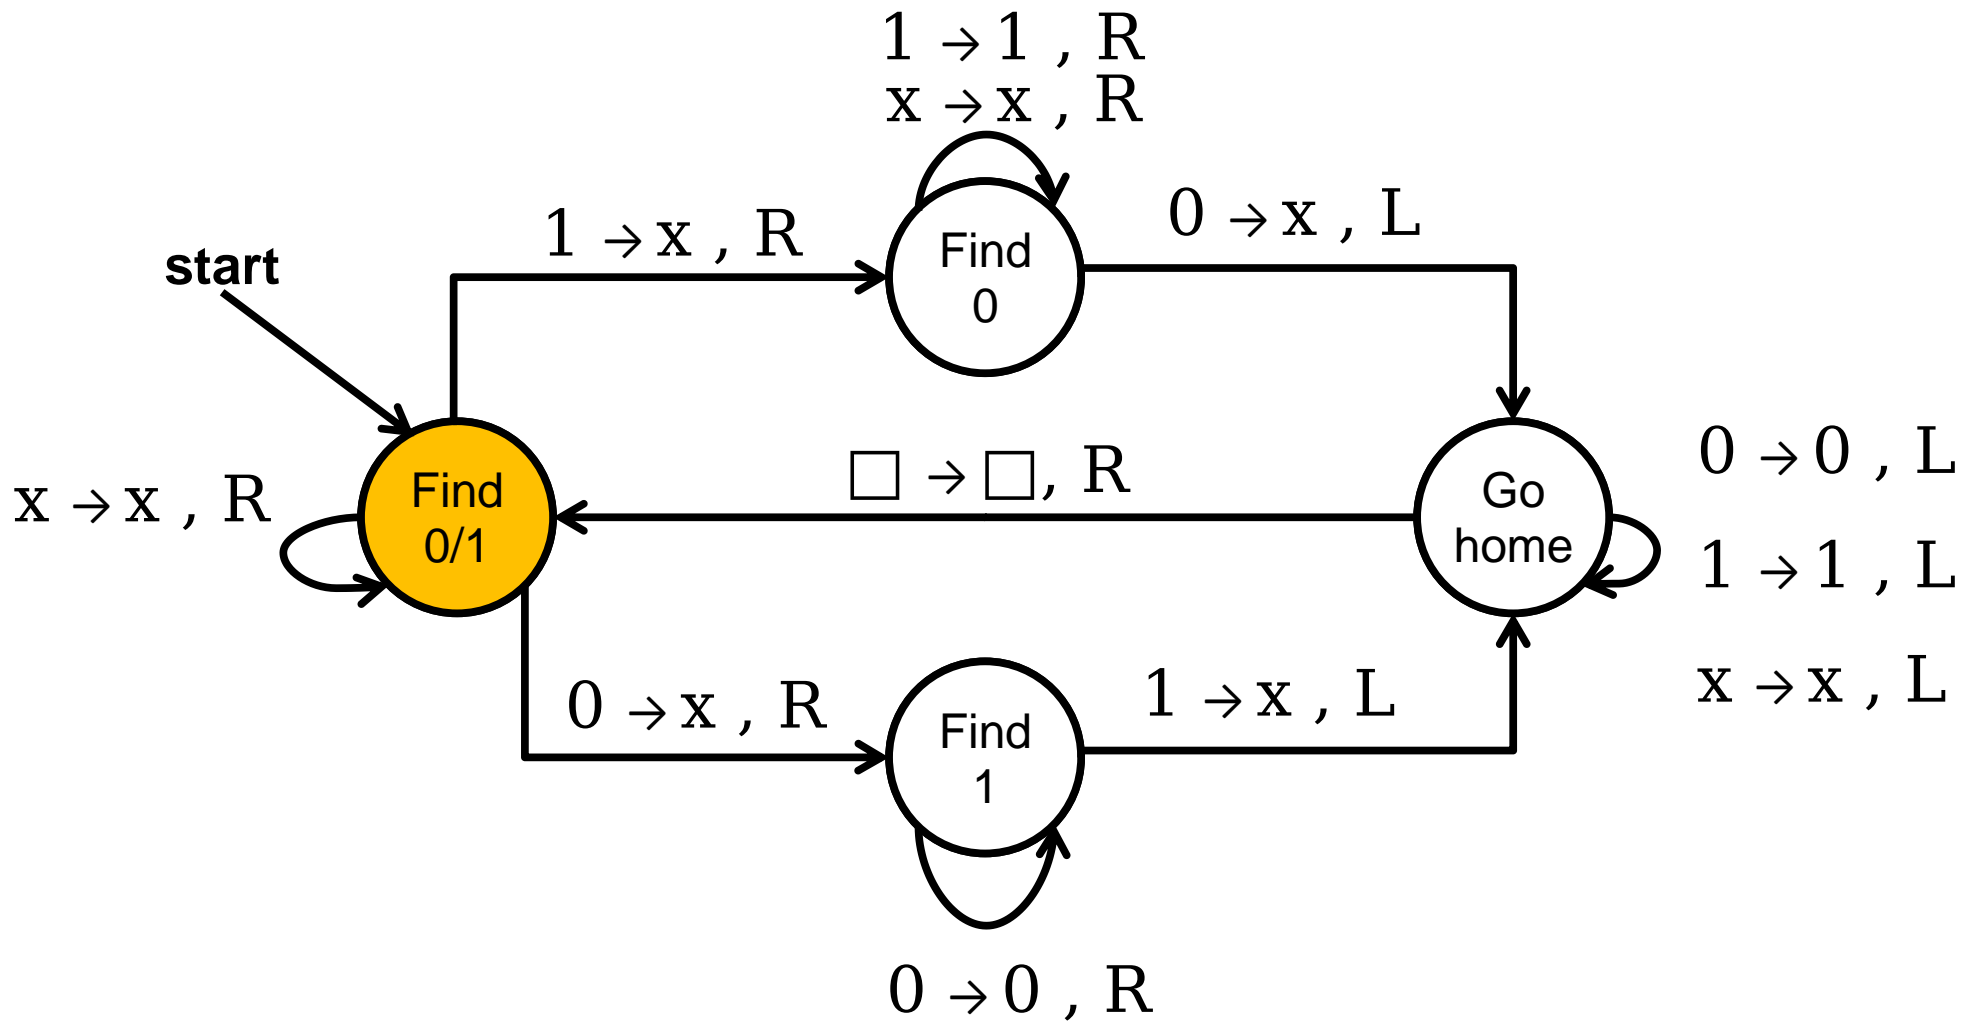 1 → 1 , R
x → x , R
0 → x , L
1 → x , R
start
Find
0
□ → □, R
0 → 0 , L
x → x , R
Find
0/1
Go
home
1 → 1 , L
0 → x , R
1 → x , L
x → x , L
Find
1
0 → 0 , R